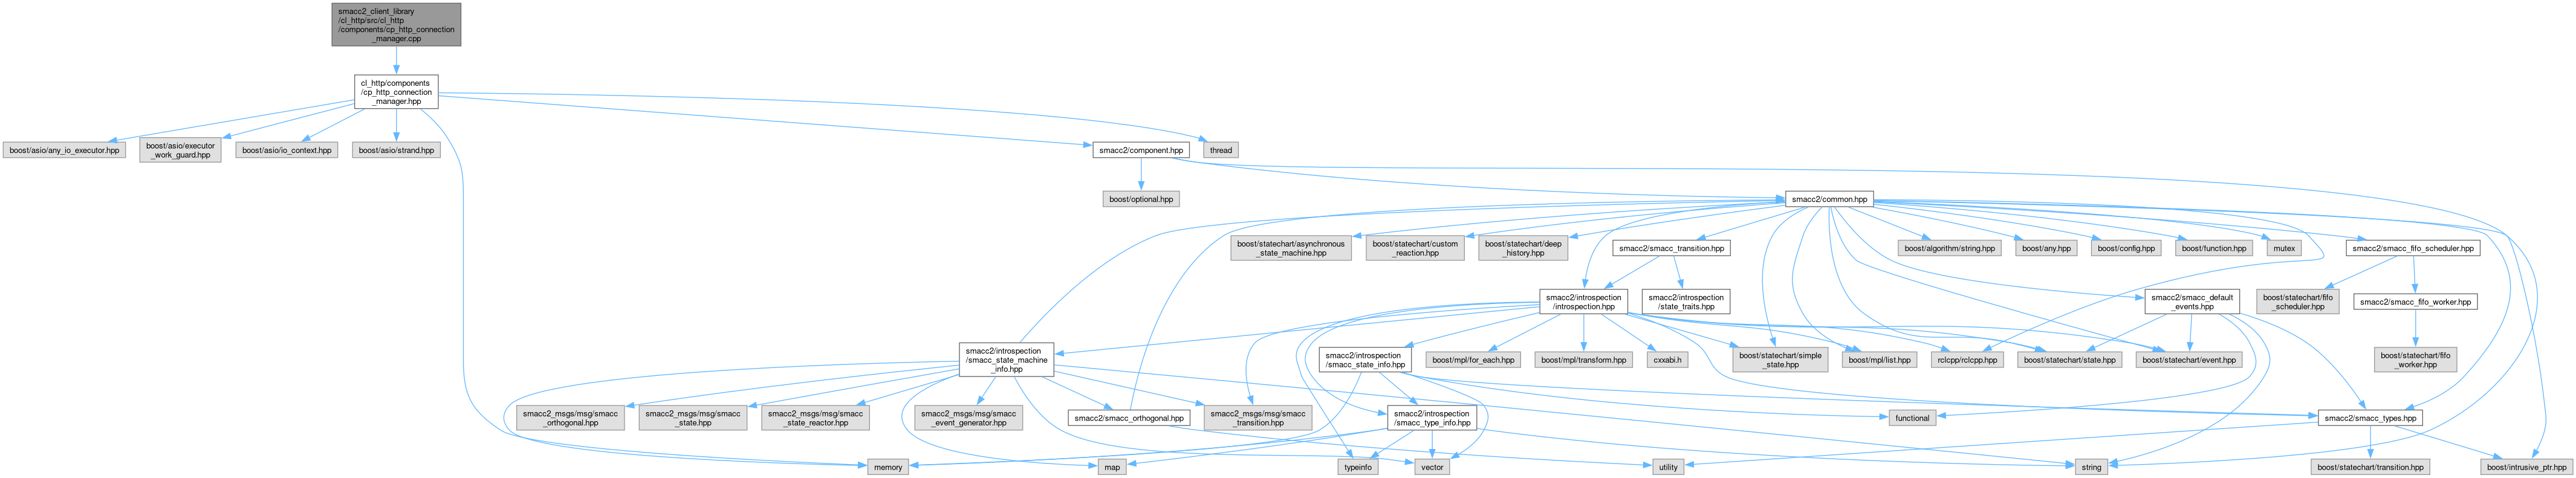 smacc2_client_library
/cl_http/src/cl_http
/components/cp_http_connection
_manager.cpp
cl_http/components
/cp_http_connection
_manager.hpp
boost/asio/any_io_executor.hpp
boost/asio/executor
_work_guard.hpp
boost/asio/io_context.hpp
boost/asio/strand.hpp
smacc2/component.hpp
thread
boost/optional.hpp
smacc2/common.hpp
boost/statechart/asynchronous
_state_machine.hpp
boost/statechart/custom
_reaction.hpp
boost/statechart/deep
_history.hpp
smacc2/smacc_transition.hpp
boost/algorithm/string.hpp
boost/any.hpp
boost/config.hpp
boost/function.hpp
mutex
smacc2/smacc_fifo_scheduler.hpp
smacc2/introspection
/introspection.hpp
smacc2/introspection
/state_traits.hpp
smacc2/smacc_default
_events.hpp
boost/statechart/fifo
_scheduler.hpp
smacc2/smacc_fifo_worker.hpp
smacc2/introspection
/smacc_state_machine
_info.hpp
smacc2/introspection
/smacc_state_info.hpp
boost/mpl/for_each.hpp
boost/mpl/transform.hpp
cxxabi.h
boost/statechart/simple
_state.hpp
boost/mpl/list.hpp
rclcpp/rclcpp.hpp
boost/statechart/state.hpp
boost/statechart/event.hpp
boost/statechart/fifo
_worker.hpp
smacc2_msgs/msg/smacc
_orthogonal.hpp
smacc2_msgs/msg/smacc
_state.hpp
smacc2_msgs/msg/smacc
_state_reactor.hpp
smacc2_msgs/msg/smacc
_event_generator.hpp
smacc2/smacc_orthogonal.hpp
smacc2_msgs/msg/smacc
_transition.hpp
smacc2/introspection
/smacc_type_info.hpp
functional
smacc2/smacc_types.hpp
memory
map
typeinfo
vector
utility
string
boost/statechart/transition.hpp
boost/intrusive_ptr.hpp